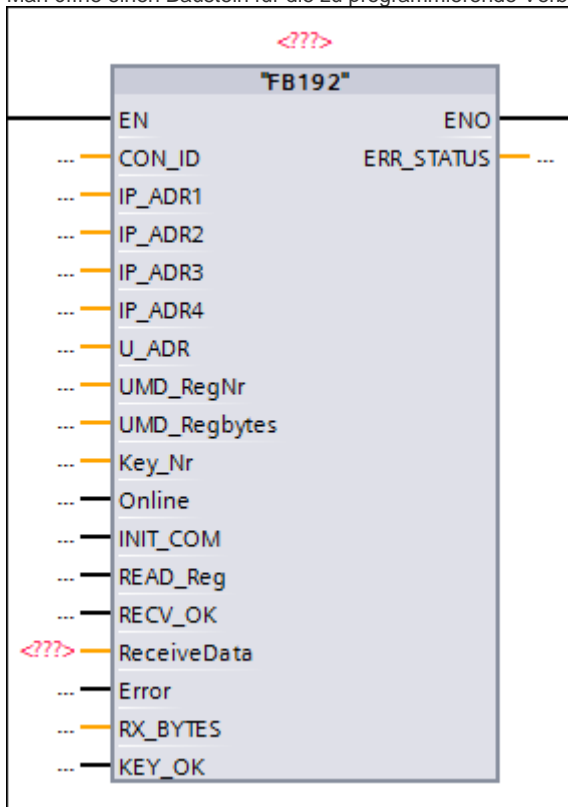 <???>
"FB192"
EN ENO
... CON_ID ERR_STATUS ...
... IP_ADR1
... IP_ADR2
... IP_ADR3
... IP_ADR4
... U_ADR
... UMD_RegNr
... UMD_Regbytes
... Key_Nr
... Online
... INIT_COM
... READ_Reg
... RECV_OK
<???> ReceiveData
... Error
... RX_BYTES
... KEY_OK